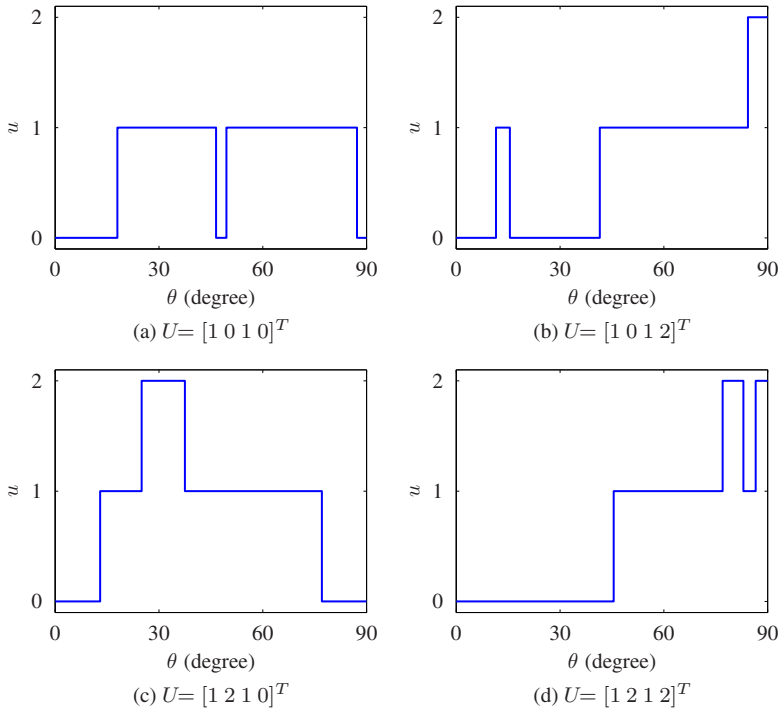 2
1
0
u
0 30 60 90
θ (degree)
(a) U= [1 0 1 0]^T
2
1
0
u
0 30 60 90
θ (degree)
(b) U= [1 0 1 2]^T
2
1
0
u
0 30 60 90
θ (degree)
(c) U= [1 2 1 0]^T
2
1
0
u
0 30 60 90
θ (degree)
(d) U= [1 2 1 2]^T